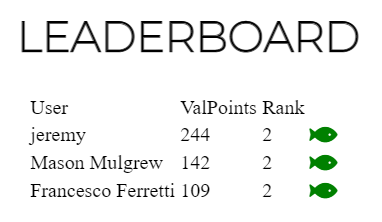 LEADERBOARD
User ValPoints Rank
jeremy 244 2
Mason Mulgrew 142 2
Francesco Ferretti 109 2